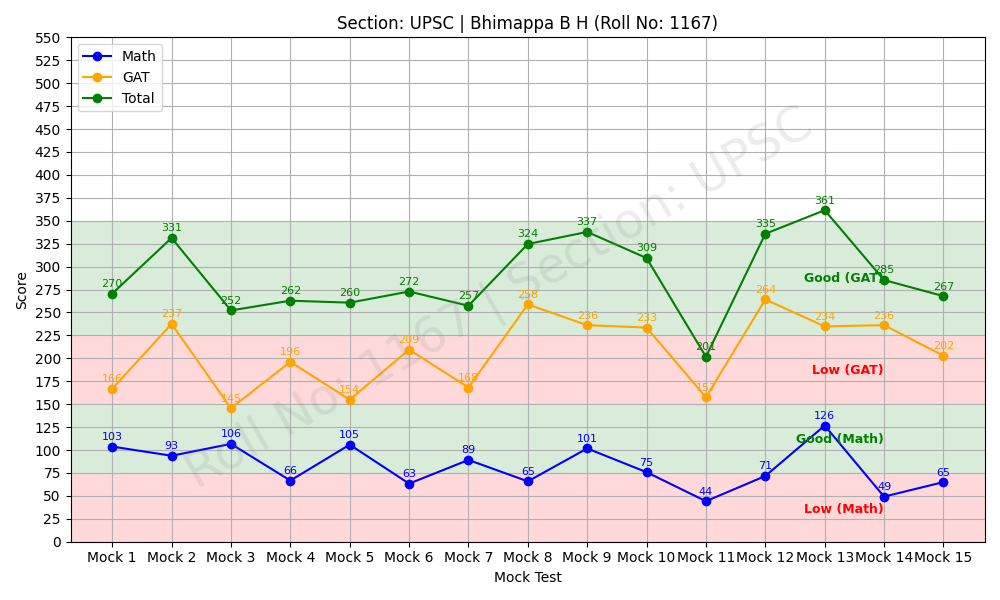 Section: UPSC | Bhimappa B H (Roll No: 1167)
Score
550
525
500
475
450
425
400
375
350
325
300
275
250
225
200
175
150
125
100
75
50
25
0
Math
GAT
Total
270 331 252 262 260 272 257 324 337 309 201 335 361 285 267
166 237 145 196 154 209 168 258 236 233 157 264 234 236 202
103 93 106 66 105 63 89 65 101 75 44 71 126 49 65
Good (GAT)
Low (GAT)
Good (Math)
Low (Math)
Roll No: 1167 | Section: UPSC
Mock 1 Mock 2 Mock 3 Mock 4 Mock 5 Mock 6 Mock 7 Mock 8 Mock 9 Mock 10 Mock 11 Mock 12 Mock 13 Mock 14 Mock 15
Mock Test